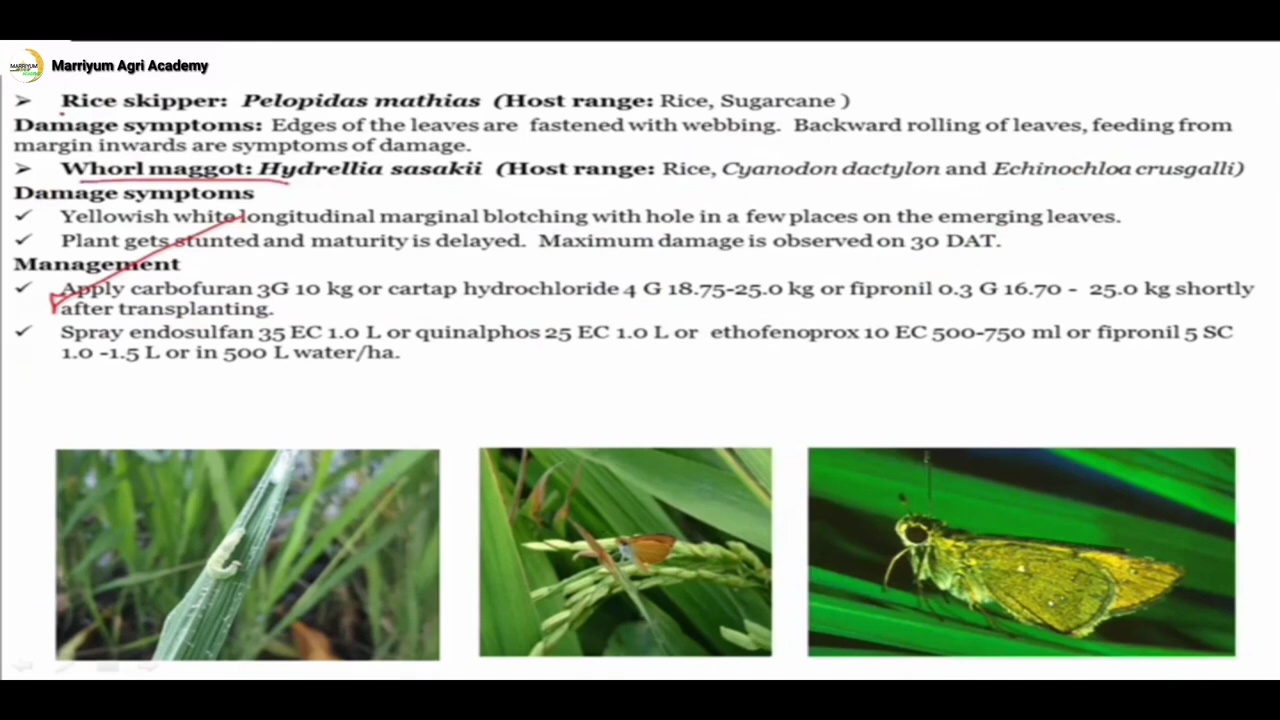 MARRIYUM
Marriyum Agri Academy
➤ Rice skipper: Pelopidas mathias (Host range: Rice, Sugarcane )
Damage symptoms: Edges of the leaves are fastened with webbing. Backward rolling of leaves, feeding from
margin inwards are symptoms of damage.
➤ Whorl maggot: Hydrellia sasakii (Host range: Rice, Cyanodon dactylon and Echinochloa crusgalli)
Damage symptoms
✓ Yellowish white longitudinal marginal blotching with hole in a few places on the emerging leaves.
✓ Plant gets stunted and maturity is delayed. Maximum damage is observed on 30 DAT.
Management
✓ Apply carbofuran 3G 10 kg or cartap hydrochloride 4 G 18.75-25.0 kg or fipronil 0.3 G 16.70 - 25.0 kg shortly
after transplanting.
✓ Spray endosulfan 35 EC 1.0 L or quinalphos 25 EC 1.0 L or ethofenoprox 10 EC 500-750 ml or fipronil 5 SC
1.0 -1.5 L or in 500 L water/ha.